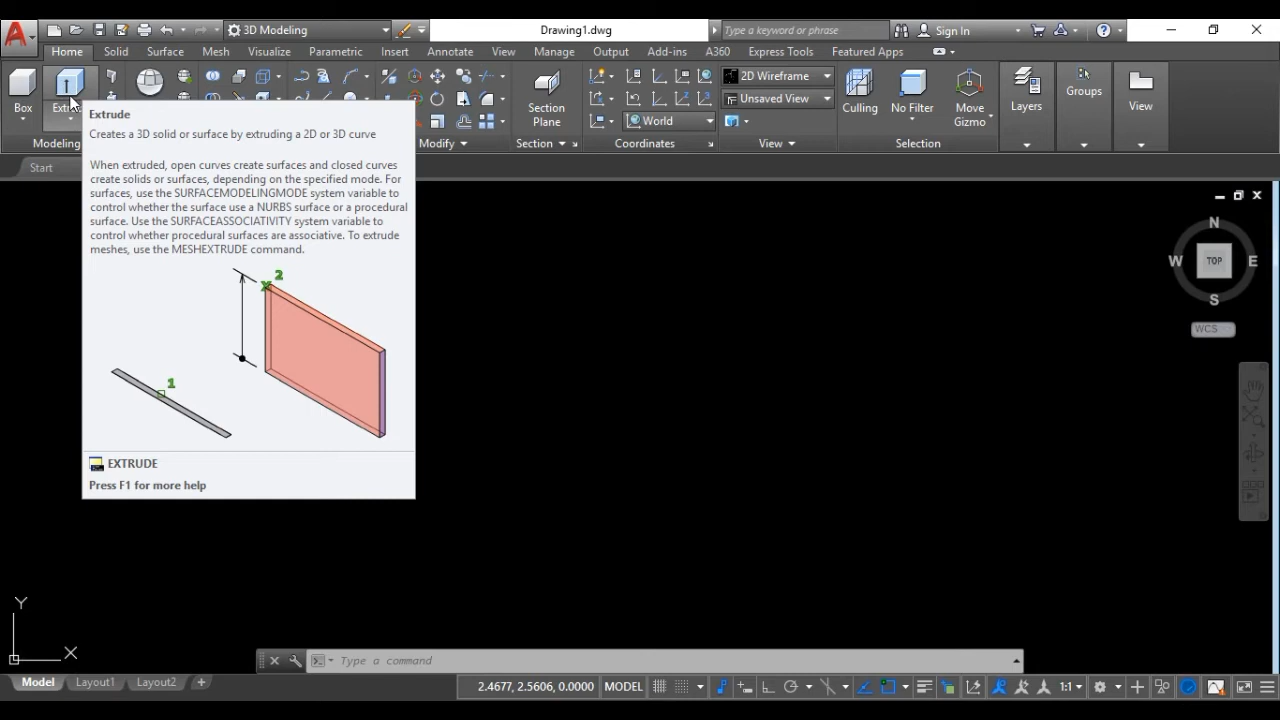 3D Modeling
Drawing1.dwg
Type a keyword or phrase
Sign In
Home
Solid
Surface
Mesh
Visualize
Parametric
Insert
Annotate
View
Manage
Output
Add-ins
A360
Express Tools
Featured Apps
Box
Section
Plane
2D Wireframe
Unsaved View
World
Culling
No Filter
Move
Gizmo
Layers
Groups
View
Modeling
Modify
Section
Coordinates
View
Selection
Start
Extrude
Creates a 3D solid or surface by extruding a 2D or 3D curve
When extruded, open curves create surfaces and closed curves
create solids or surfaces, depending on the specified mode. For
surfaces, use the SURFACEMODELINGMODE system variable to
control whether the surface use a NURBS surface or a procedural
surface. Use the SURFACEASSOCIATIVITY system variable to
control whether procedural surfaces are associative. To extrude
meshes, use the MESHEXTRUDE command.
2
1
EXTRUDE
Press F1 for more help
N
W
TOP
E
S
WCS
Y
X
Type a command
Model
Layout1
Layout2
2.4677, 2.5606, 0.0000
MODEL
1:1